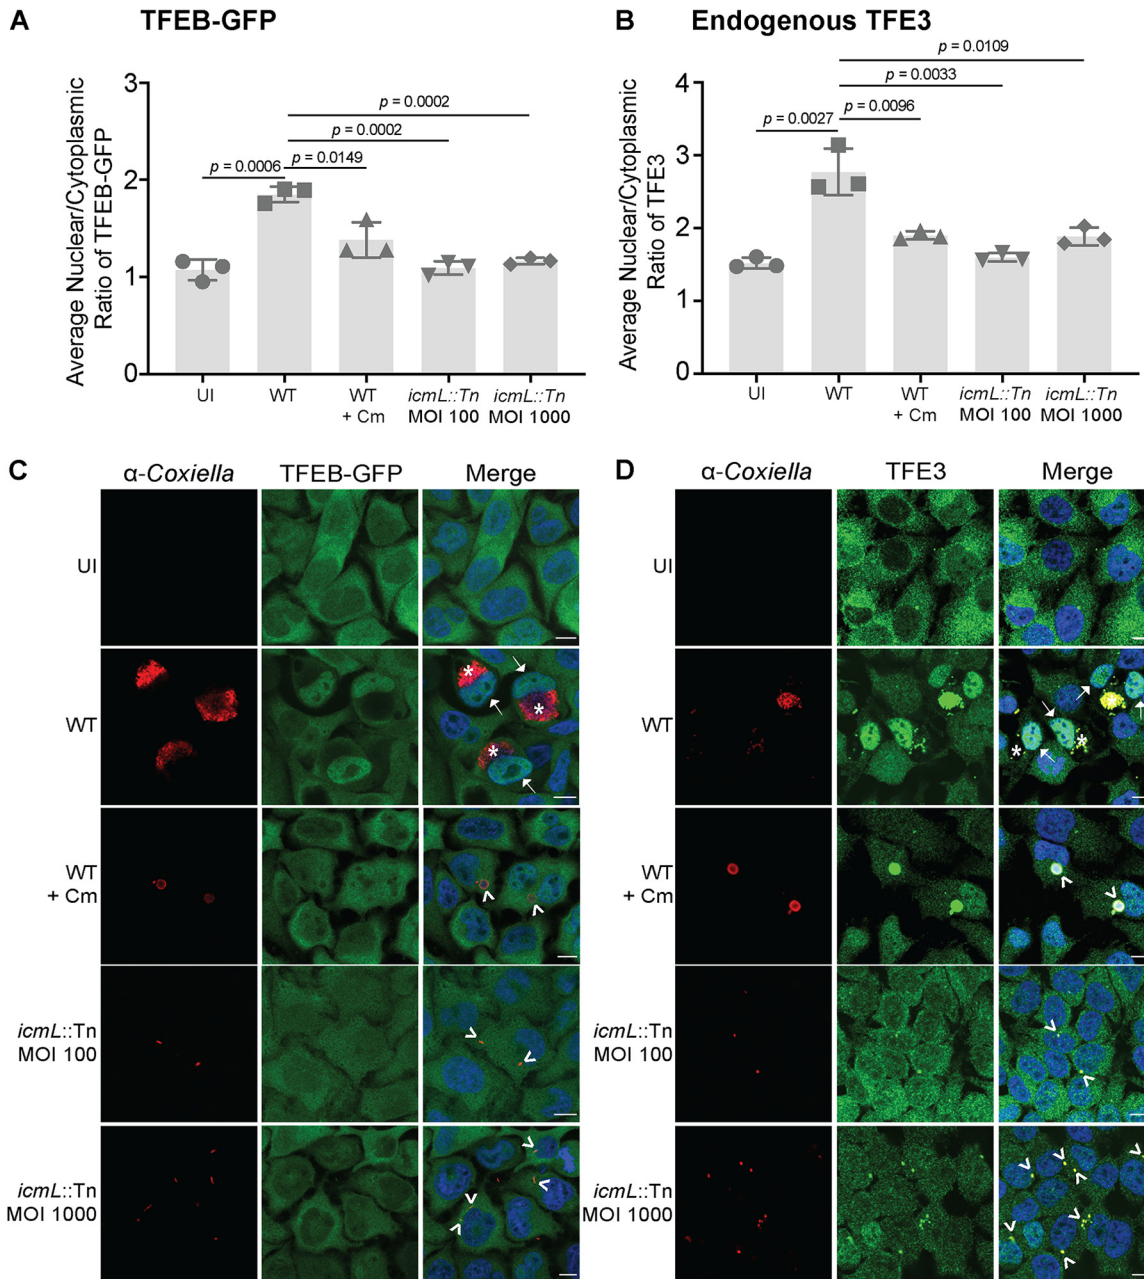 A
TFEB-GFP
Average Nuclear/Cytoplasmic
Ratio of TFEB-GFP
3
2
1
0
p = 0.0002
p = 0.0002
p = 0.0149
p = 0.0006
UI
WT
WT
+ Cm
icmL::Tn
MOI 100
icmL::Tn
MOI 1000
B
Endogenous TFE3
Average Nuclear/Cytoplasmic
Ratio of TFE3
4
3
2
1
0
p = 0.0109
p = 0.0033
p = 0.0096
p = 0.0027
UI
WT
WT
+ Cm
icmL::Tn
MOI 100
icmL::Tn
MOI 1000
C
α-Coxiella
TFEB-GFP
Merge
UI
WT
*
*
*
WT
+ Cm
icmL::Tn
MOI 100
icmL::Tn
MOI 1000
D
α-Coxiella
TFE3
Merge
UI
WT
*
*
WT
+ Cm
icmL::Tn
MOI 100
icmL::Tn
MOI 1000